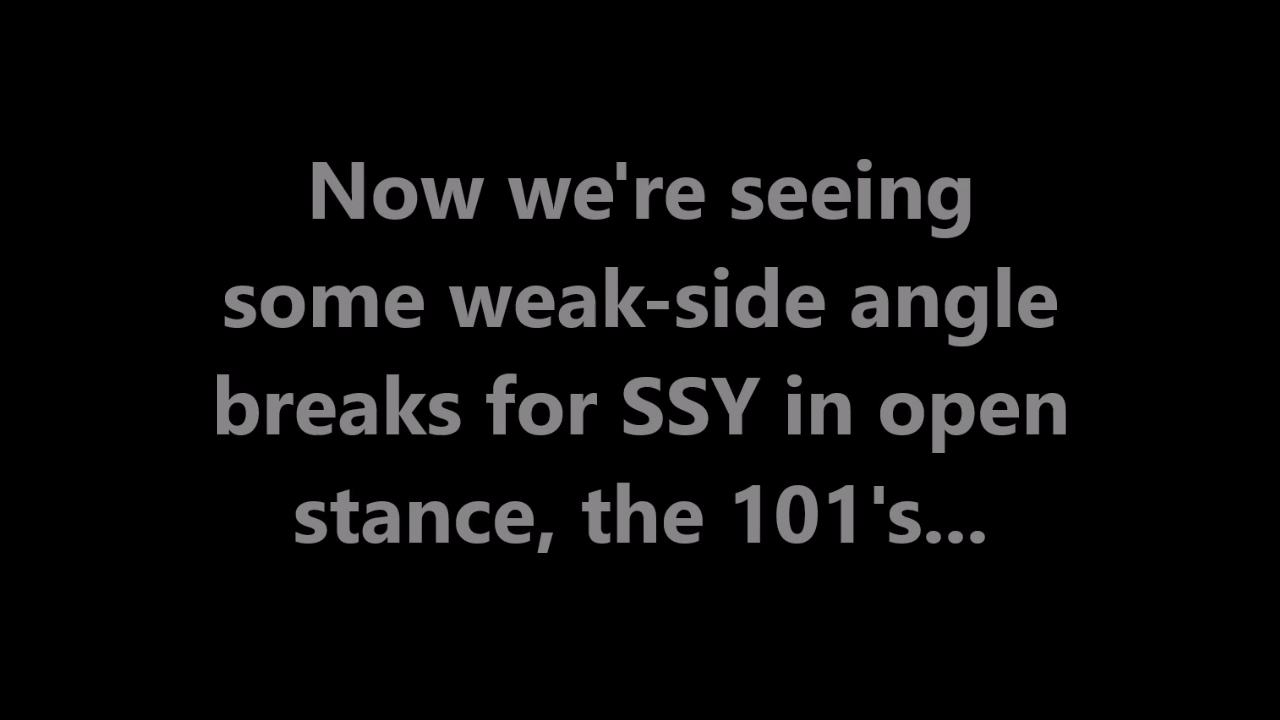 Now we're seeing
some weak-side angle
breaks for SSY in open
stance, the 101's...